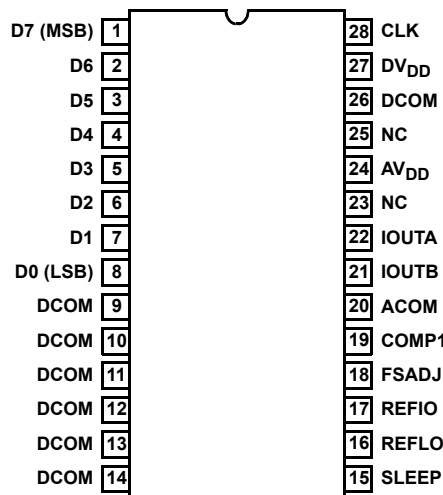 D7 (MSB) 1 28 CLK
D6 2 27 DVDD
D5 3 26 DCOM
D4 4 25 NC
D3 5 24 AVDD
D2 6 23 NC
D1 7 22 IOUTA
D0 (LSB) 8 21 IOUTB
DCOM 9 20 ACOM
DCOM 10 19 COMP1
DCOM 11 18 FSADJ
DCOM 12 17 REFIO
DCOM 13 16 REFLO
DCOM 14 15 SLEEP